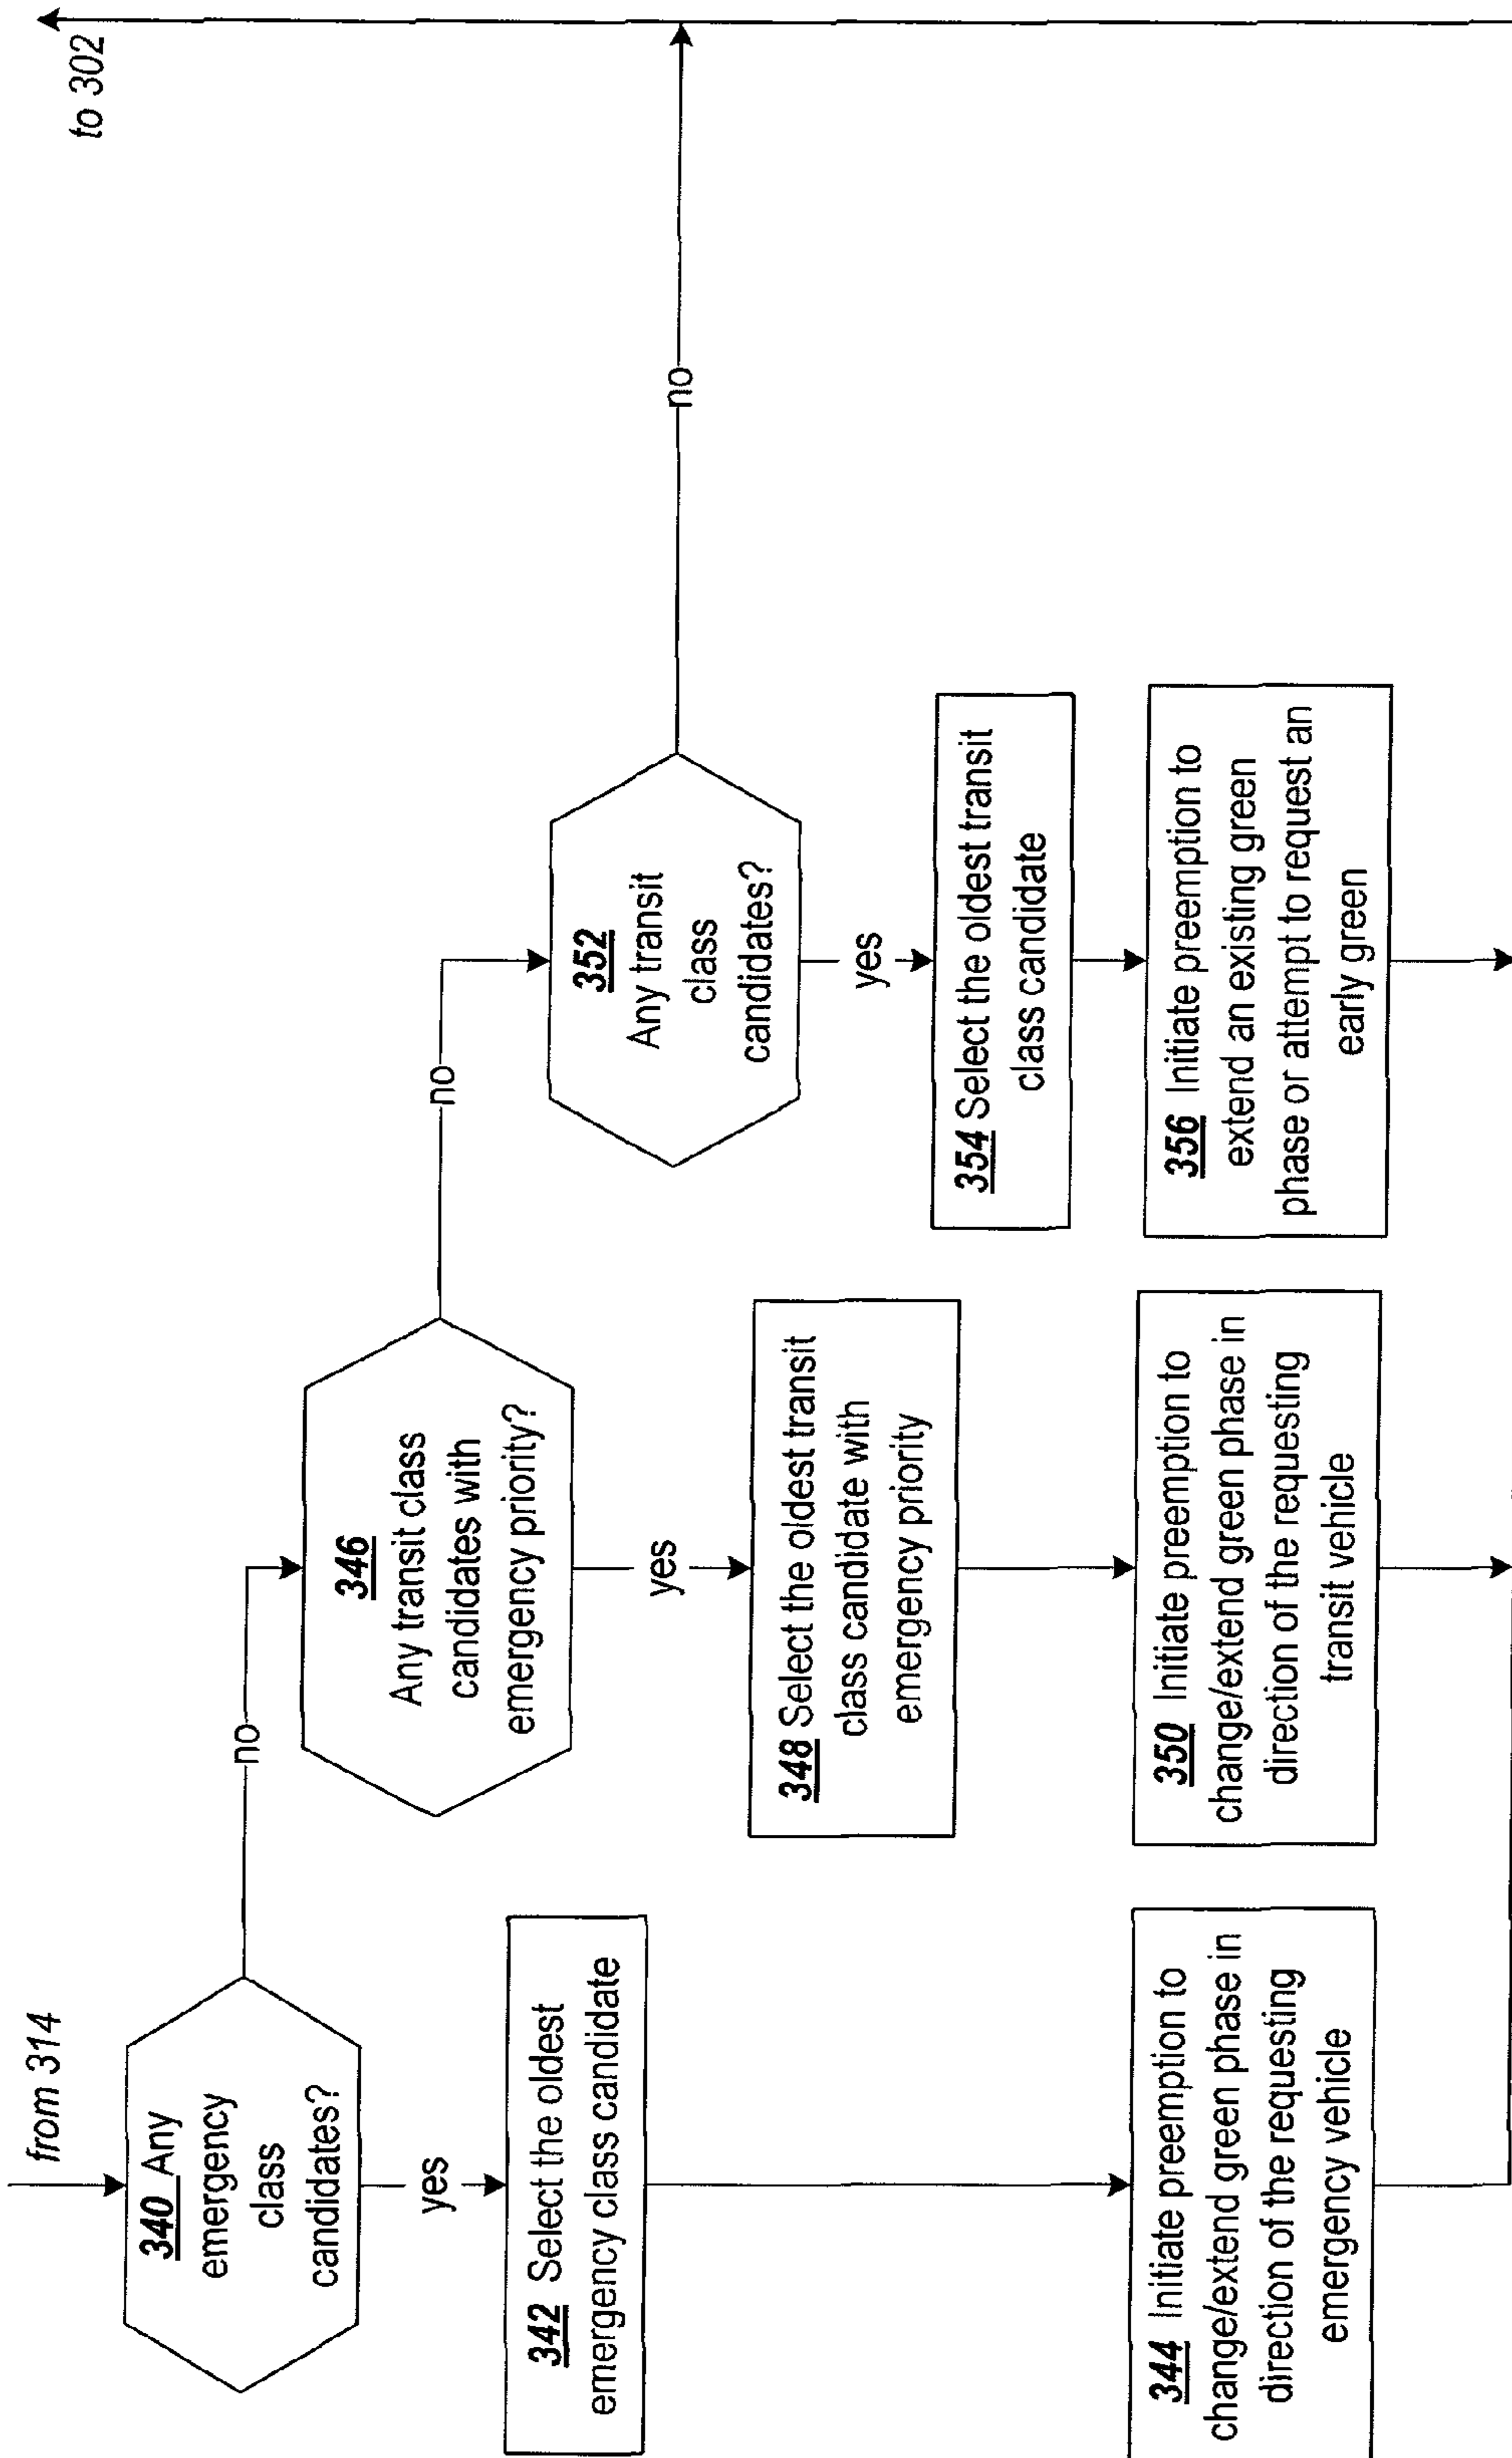 from 314
to 302
340 Any
emergency
class
candidates?
no
yes
342 Select the oldest
emergency class candidate
344 Initiate preemption to
change/extend green phase in
direction of the requesting
emergency vehicle
346
Any transit class
candidates with
emergency priority?
no
yes
348 Select the oldest transit
class candidate with
emergency priority
350 Initiate preemption to
change/extend green phase in
direction of the requesting
transit vehicle
352
Any transit
class
candidates?
no
yes
354 Select the oldest transit
class candidate
356 Initiate preemption to
extend an existing green
phase or attempt to request an
early green